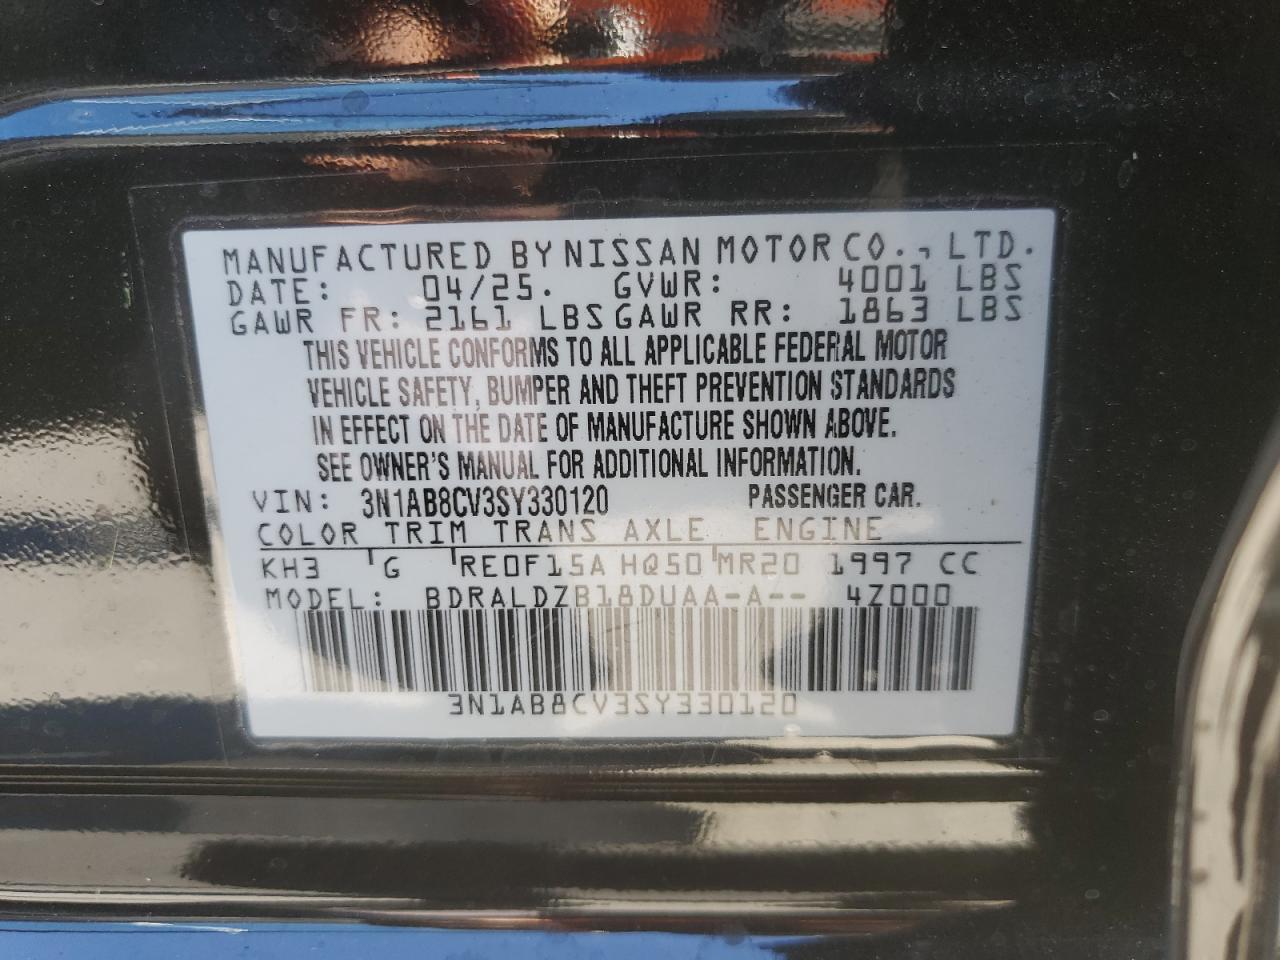 MANUFACTURED BY NISSAN MOTOR CO., LTD.
DATE: 04/25. GVWR: 4001 LBS
GAWR FR: 2161 LBS GAWR RR: 1863 LBS
THIS VEHICLE CONFORMS TO ALL APPLICABLE FEDERAL MOTOR
VEHICLE SAFETY, BUMPER AND THEFT PREVENTION STANDARDS
IN EFFECT ON THE DATE OF MANUFACTURE SHOWN ABOVE.
SEE OWNER'S MANUAL FOR ADDITIONAL INFORMATION.
VIN: 3N1AB8CV3SY330120 PASSENGER CAR.
COLOR TRIM TRANS AXLE ENGINE
KH3 G RE0F15A HQ50 MR20 1997 CC
MODEL: BDRALDZB18DUAA-A-- 4Z000
3N1AB8CV3SY330120